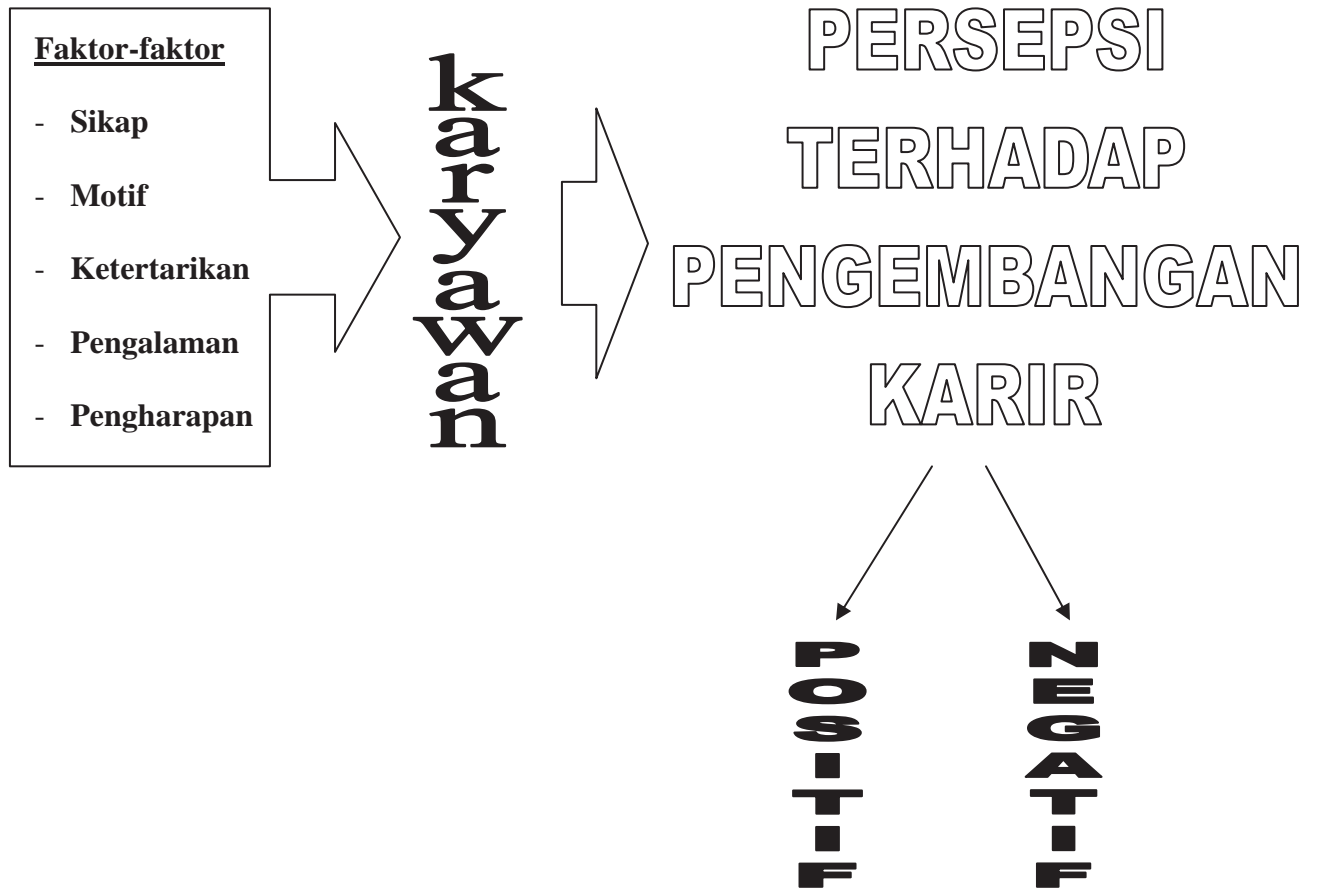 Faktor-faktor
- Sikap
- Motif
- Ketertarikan
- Pengalaman
- Pengharapan
karyawan
PERSEPSI
TERHADAP
PENGEMBANGAN
KARIR
POSITIF
NEGATIF